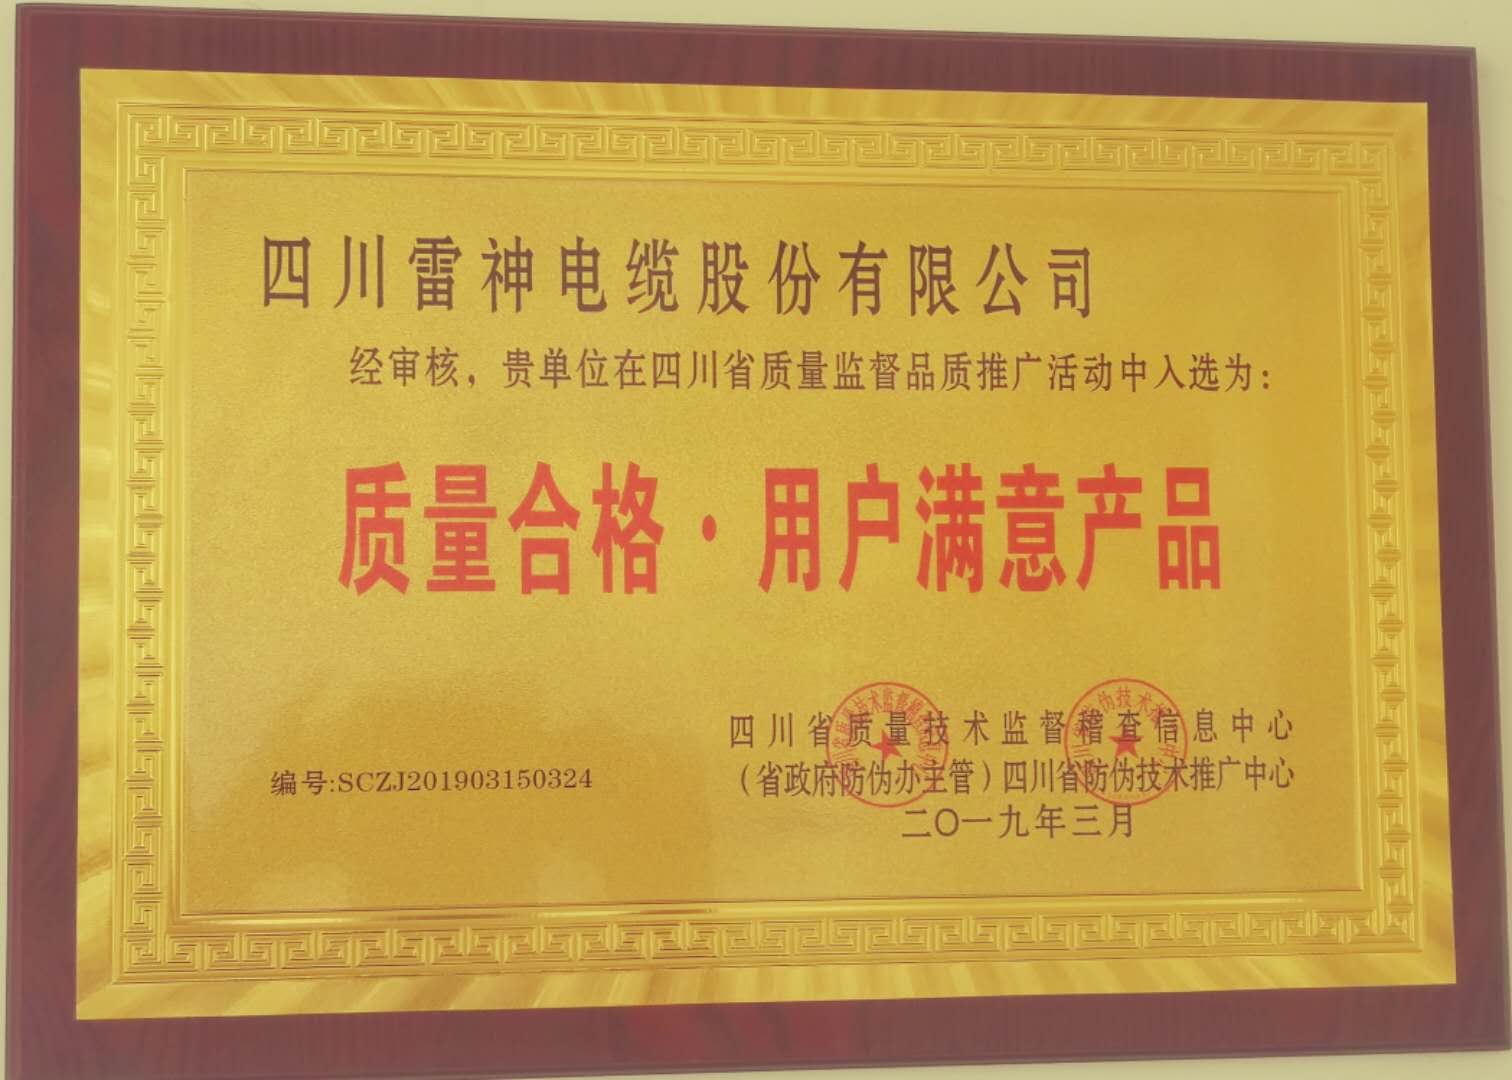 四川雷神电缆股份有限公司
经审核，贵单位在四川省质量监督品质推广活动中入选为：
质量合格·用户满意产品
四川省质量技术监督稽查信息中心
（省政府防伪办主管）四川省防伪技术推广中心
编号:SCZJ201903150324
二〇一九年三月